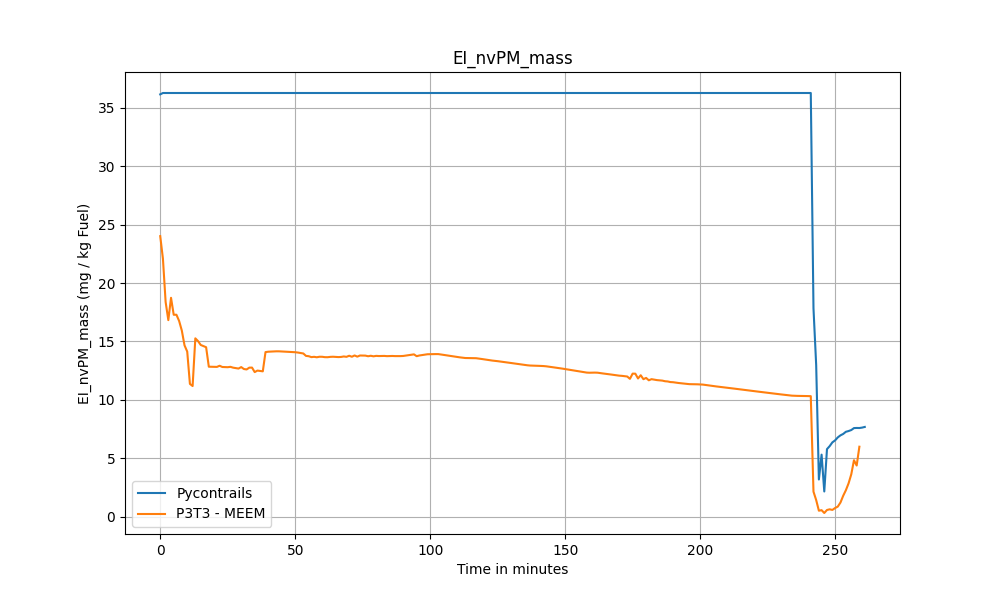 EI_nvPM_mass
EI_nvPM_mass (mg / kg Fuel)
35
30
25
20
15
10
5
0
Pycontrails
P3T3 - MEEM
0 50 100 150 200 250
Time in minutes